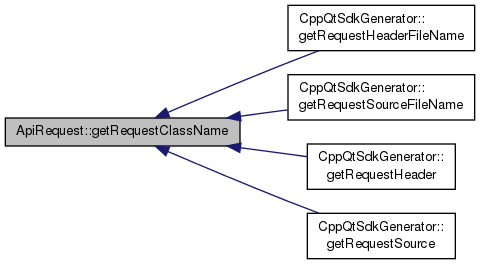 CppQtSdkGenerator::
getRequestHeaderFileName
CppQtSdkGenerator::
getRequestSourceFileName
ApiRequest::getRequestClassName
CppQtSdkGenerator::
getRequestHeader
CppQtSdkGenerator::
getRequestSource